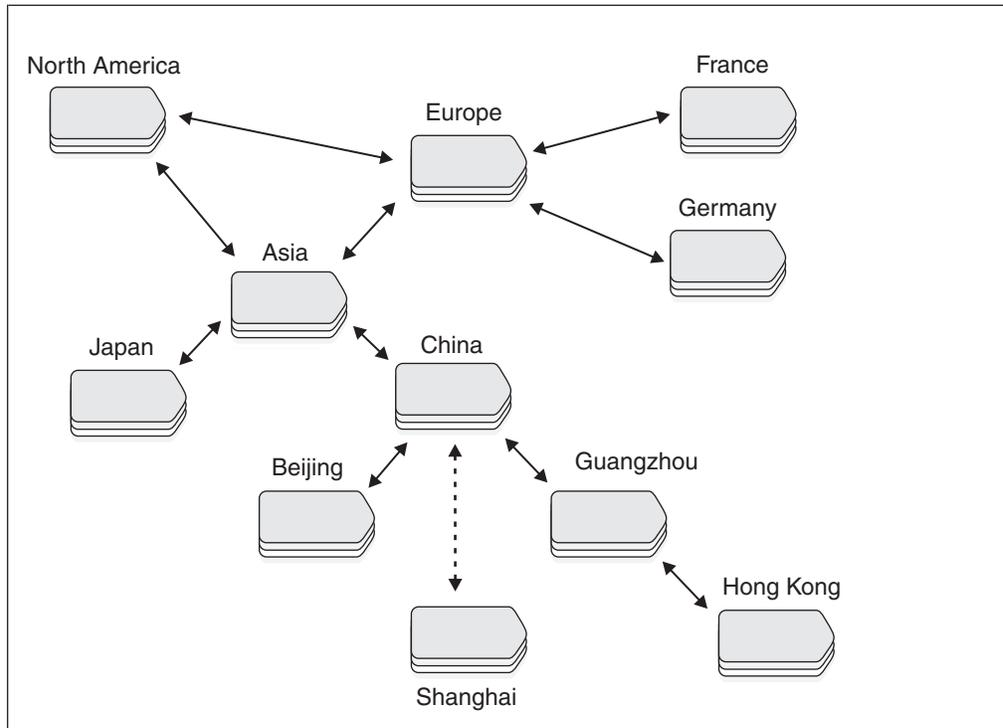 North America
France
Europe
Germany
Asia
Japan
China
Beijing
Guangzhou
Hong Kong
Shanghai